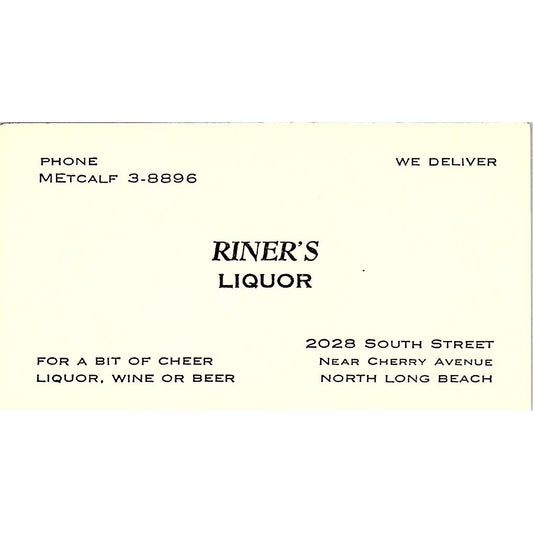 PHONE
METCALF 3-8896
WE DELIVER
RINER'S
LIQUOR
FOR A BIT OF CHEER
LIQUOR, WINE OR BEER
2028 SOUTH STREET
NEAR CHERRY AVENUE
NORTH LONG BEACH